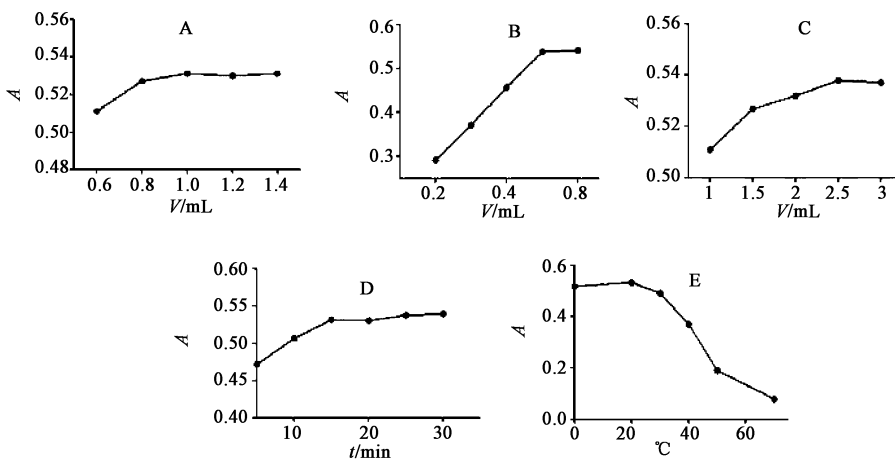 A
A
0.56
0.54
0.52
0.50
0.48
0.6 0.8 1.0 1.2 1.4
V/mL
B
A
0.6
0.5
0.4
0.3
0.2 0.4 0.8
V/mL
C
A
0.56
0.54
0.52
0.50
1 1.5 2 2.5 3
V/mL
D
A
0.60
0.55
0.50
0.45
0.40
10 20 30
t/min
E
A
0.6
0.4
0.2
0.0
0 20 40 60
℃